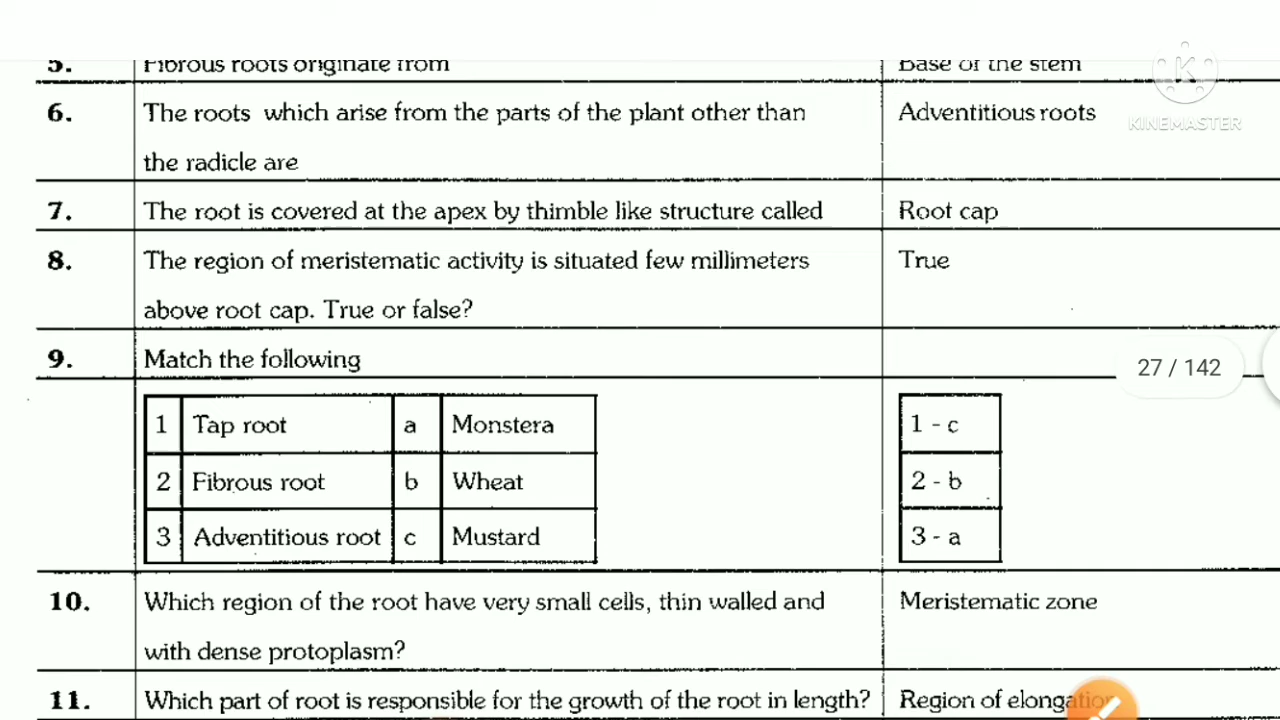 5. Fibrous roots originate from Base of the stem
KINEMASTER
6. The roots which arise from the parts of the plant other than Adventitious roots
the radicle are
7. The root is covered at the apex by thimble like structure called Root cap
8. The region of meristematic activity is situated few millimeters True
above root cap. True or false?
9. Match the following
27 / 142
1 Tap root a Monstera 1 - c
2 Fibrous root b Wheat 2 - b
3 Adventitious root c Mustard 3 - a
10. Which region of the root have very small cells, thin walled and Meristematic zone
with dense protoplasm?
11. Which part of root is responsible for the growth of the root in length? Region of elongation